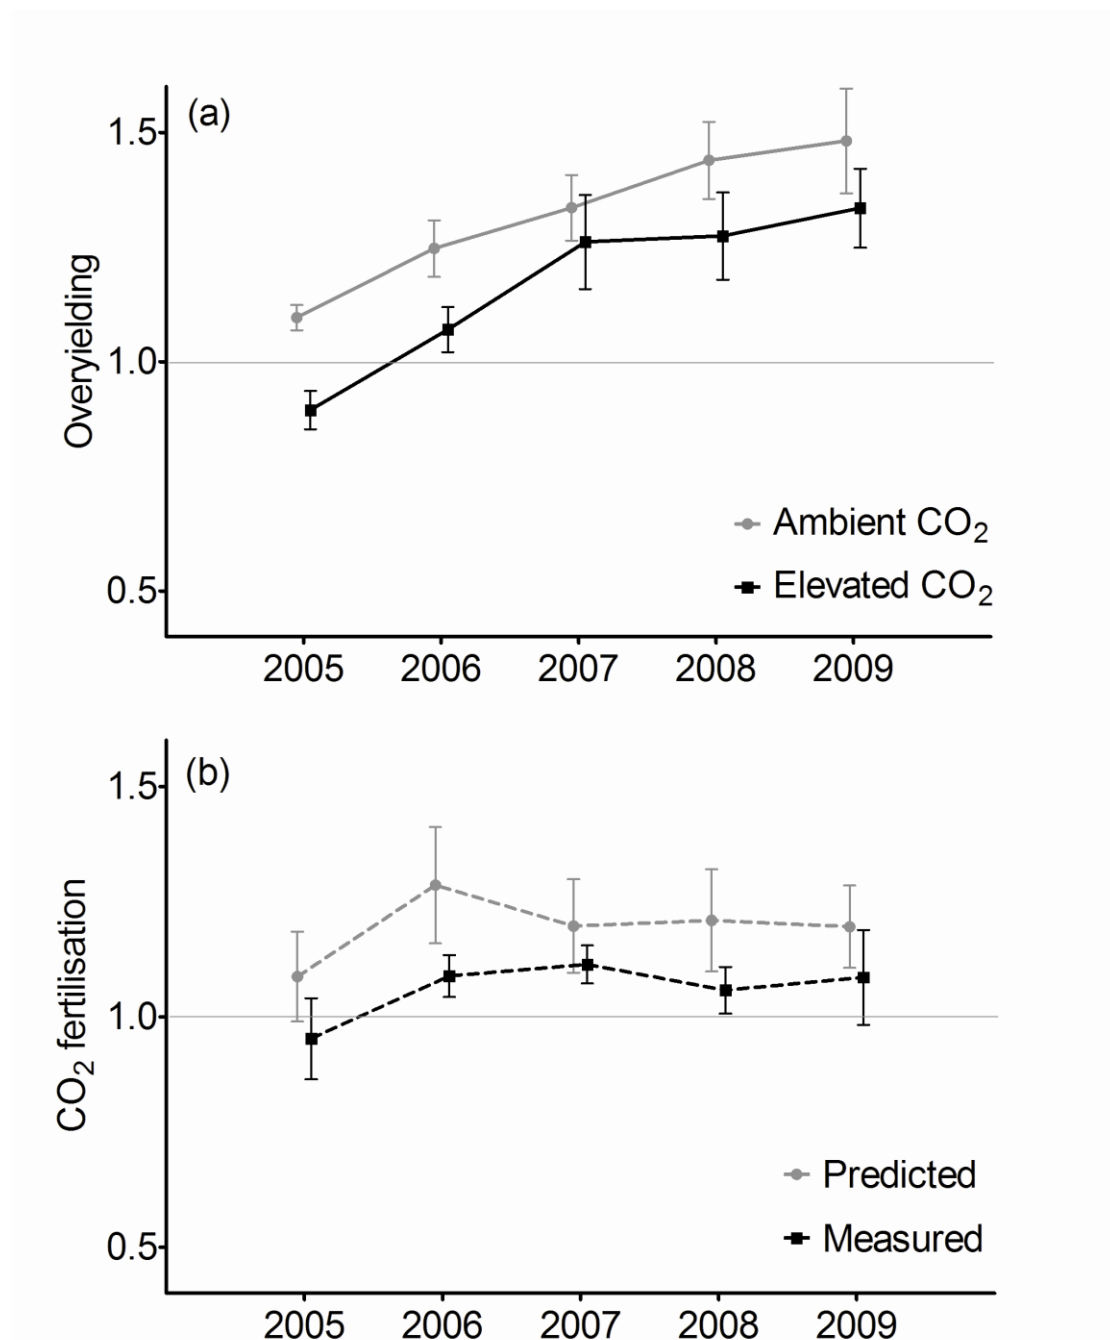 (a)
1.5
1.0
0.5
Overyielding
Ambient CO₂
Elevated CO₂
2005 2006 2007 2008 2009
(b)
1.5
1.0
0.5
CO₂ fertilisation
Predicted
Measured
2005 2006 2007 2008 2009